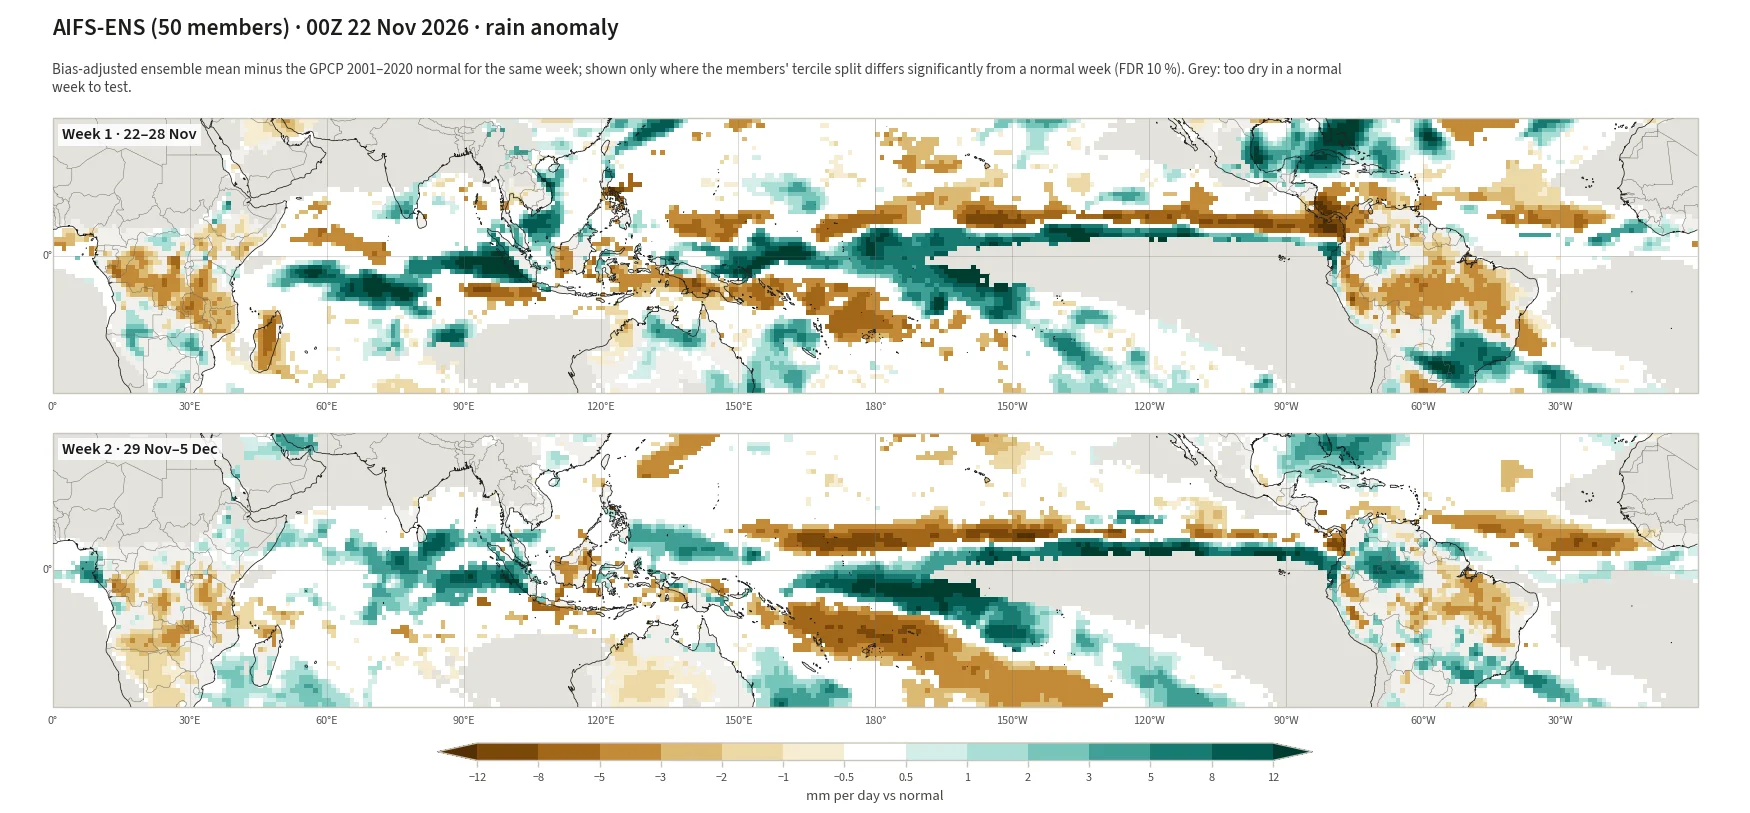 AIFS-ENS (50 members) · 00Z 22 Nov 2026 · rain anomaly
Bias-adjusted ensemble mean minus the GPCP 2001–2020 normal for the same week; shown only where the members' tercile split differs significantly from a normal week (FDR 10 %). Grey: too dry in a normal
week to test.
Week 1 · 22–28 Nov
0°
0° 30°E 60°E 90°E 120°E 150°E 180° 150°W 120°W 90°W 60°W 30°W
Week 2 · 29 Nov–5 Dec
0°
0° 30°E 60°E 90°E 120°E 150°E 180° 150°W 120°W 90°W 60°W 30°W
−12 −8 −5 −3 −2 −1 −0.5 0.5 1 2 3 5 8 12
mm per day vs normal